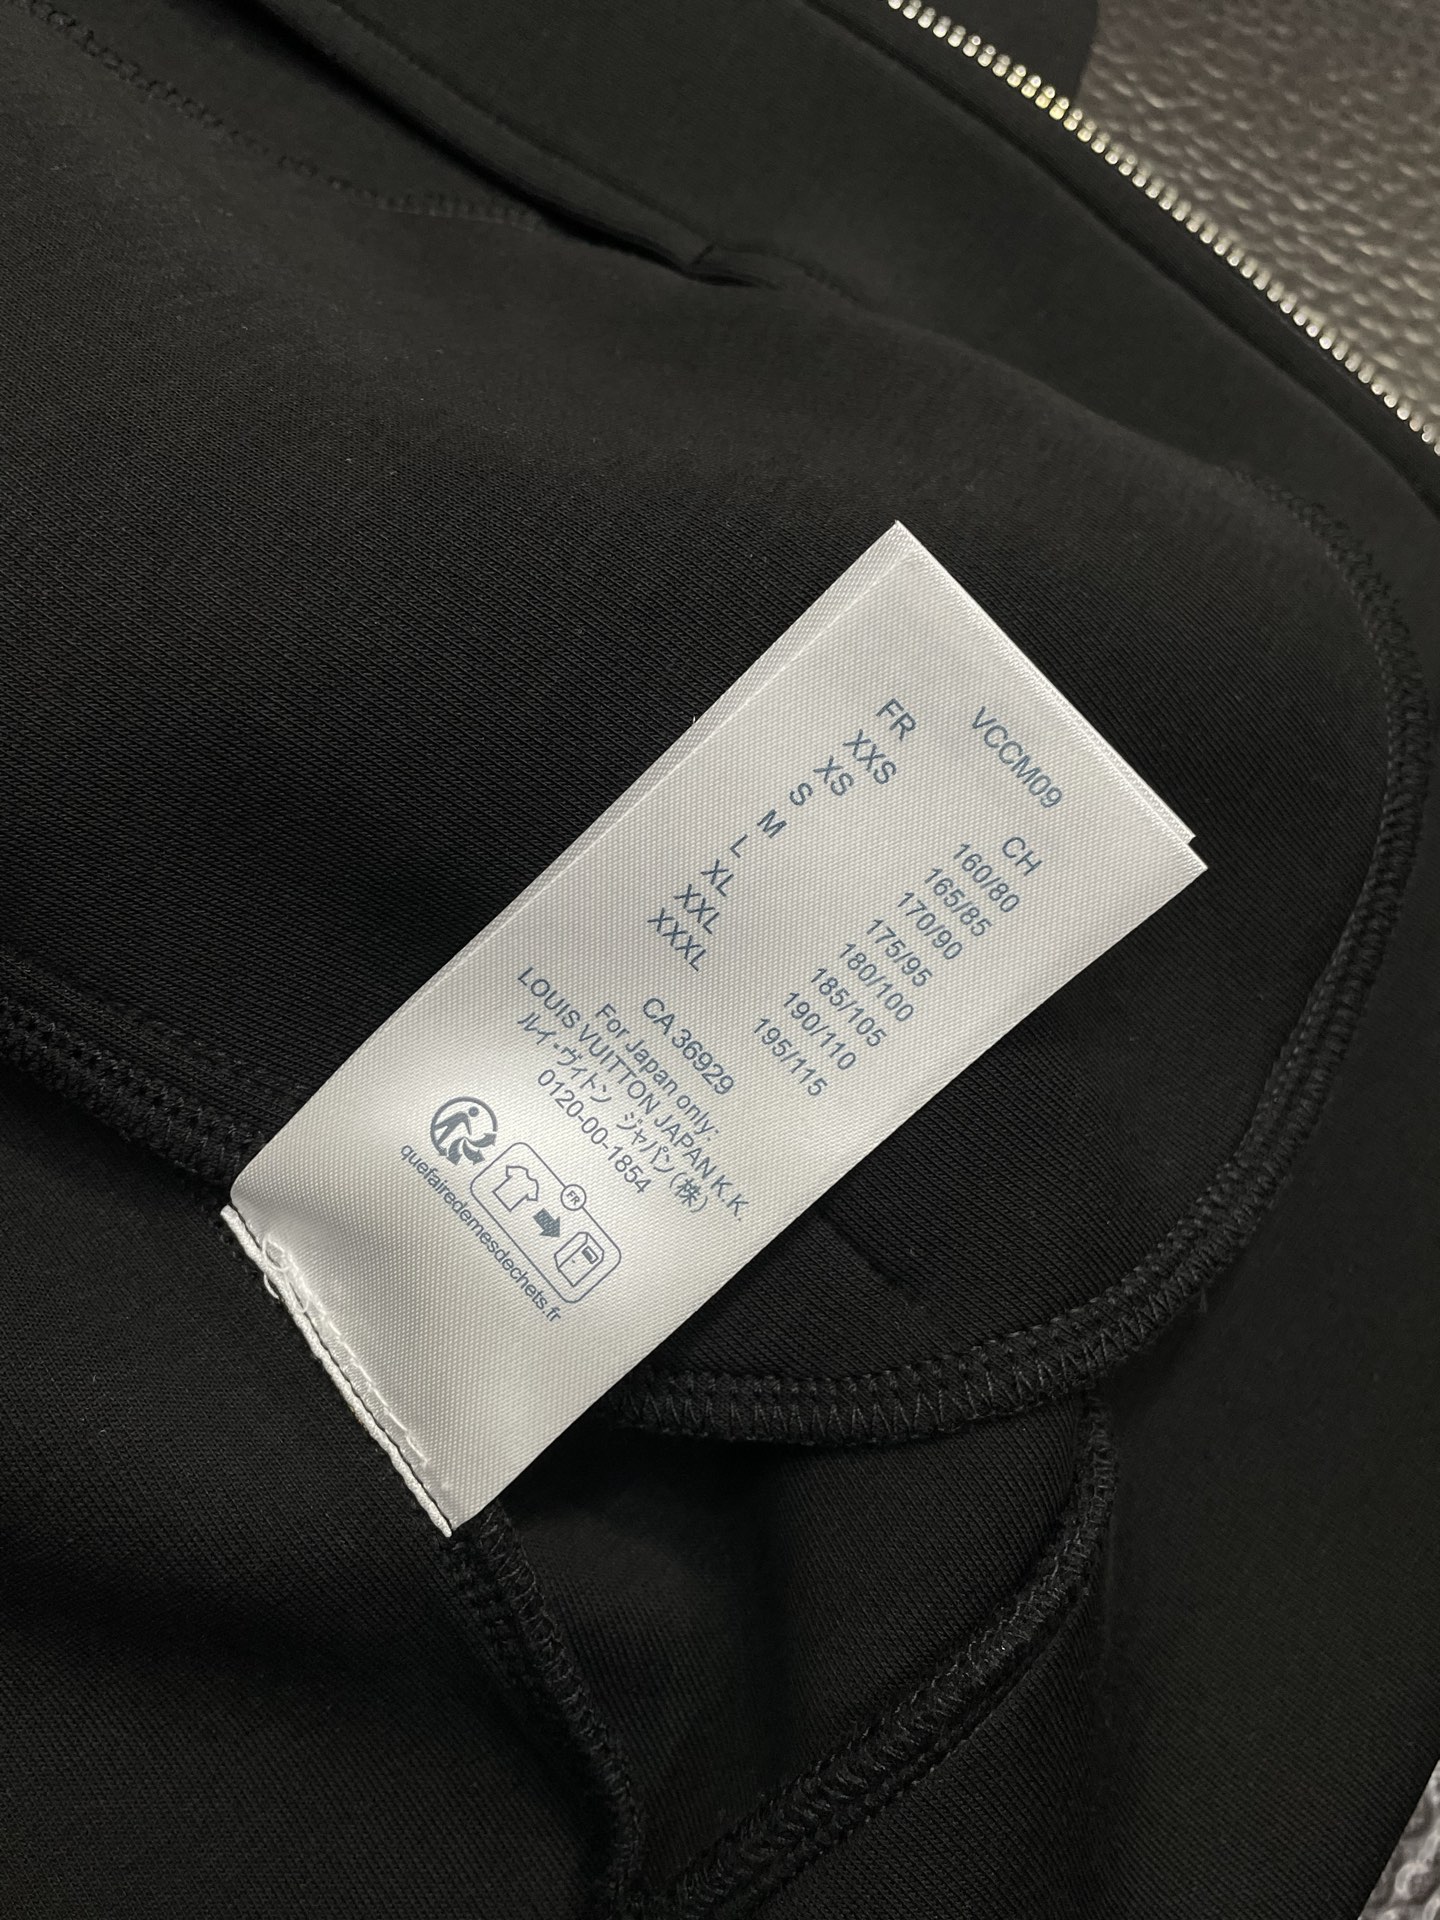 VCCM09
FR CH
XXS 160/80
XS 165/85
S 170/90
M 175/95
L 180/100
XL 185/105
XXL 190/110
XXXL 195/115
CA 36929
For Japan only:
LOUIS VUITTON JAPAN K.K.
ルイ・ヴィトン ジャパン(株)
0120-00-1854
FR
quefairedemesdechets.fr